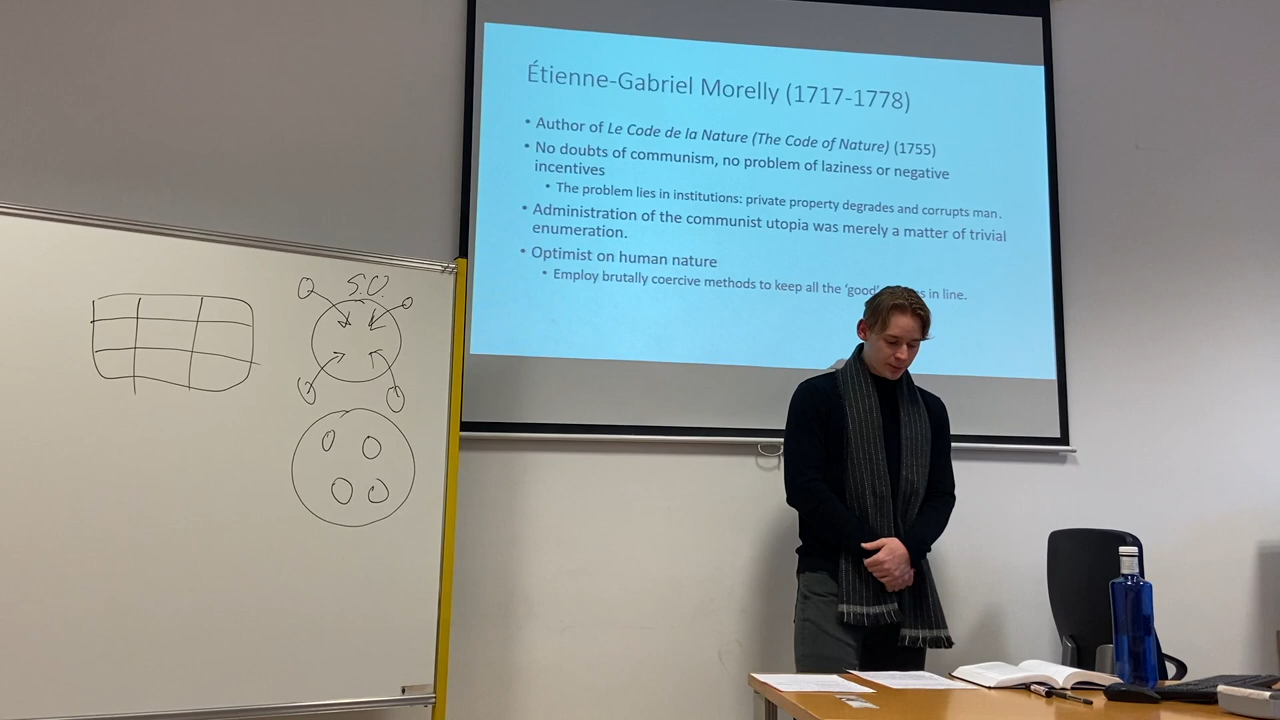 Étienne-Gabriel Morelly (1717-1778)
• Author of Le Code de la Nature (The Code of Nature) (1755)
• No doubts of communism, no problem of laziness or negative
incentives
• The problem lies in institutions: private property degrades and corrupts man.
• Administration of the communist utopia was merely a matter of trivial
enumeration.
• Optimist on human nature
• Employ brutally coercive methods to keep all the ‘good’ in line.